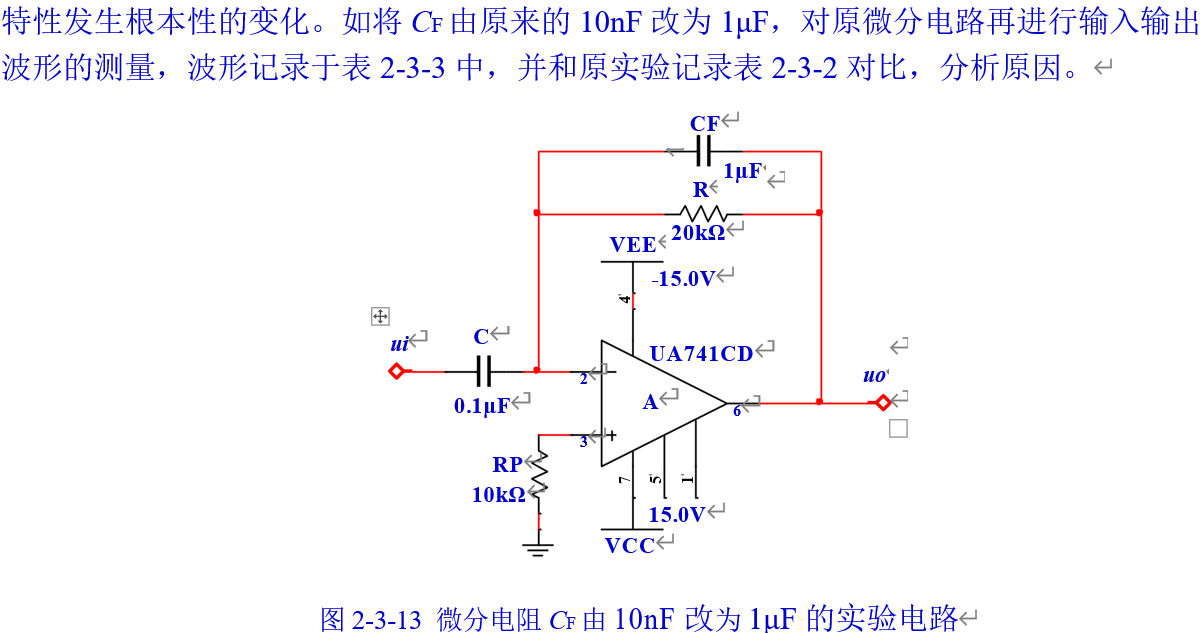 特性发生根本性的变化。如将 CF 由原来的 10nF 改为 1μF，对原微分电路再进行输入输出
波形的测量，波形记录于表 2-3-3 中，并和原实验记录表 2-3-2 对比，分析原因。
CF
1μF
R
20kΩ
VEE
-15.0V
4
ui
C
0.1μF
2
UA741CD
A
6
uo
3
RP
10kΩ
7
5
1
15.0V
VCC
图 2-3-13 微分电阻 CF 由 10nF 改为 1μF 的实验电路